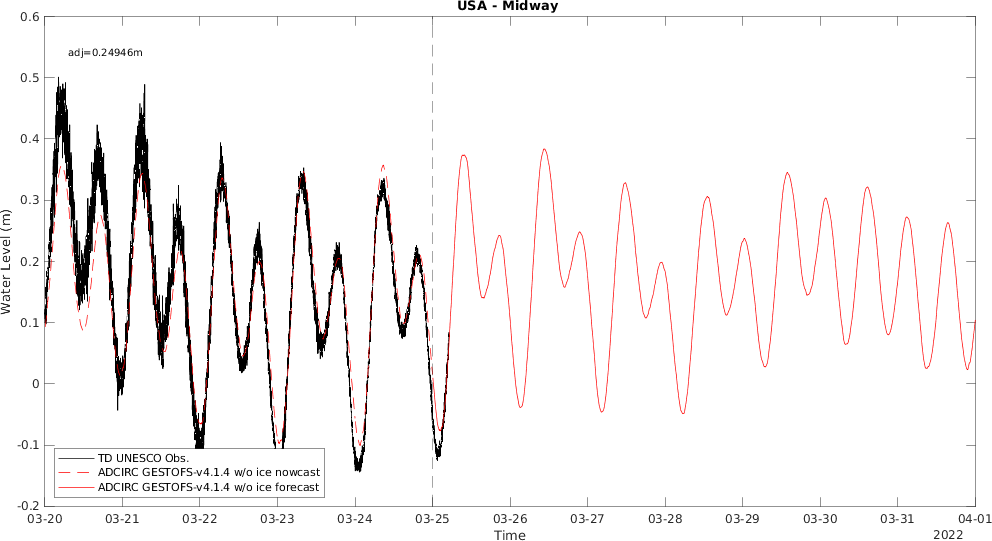 USA - Midway
adj=0.24946m
Water Level (m)
0.6
0.5
0.4
0.3
0.2
0.1
0
-0.1
-0.2
TD UNESCO Obs.
ADCIRC GESTOFS-v4.1.4 w/o ice nowcast
ADCIRC GESTOFS-v4.1.4 w/o ice forecast
03-20 03-21 03-22 03-23 03-24 03-25 03-26 03-27 03-28 03-29 03-30 03-31 04-01
Time
2022